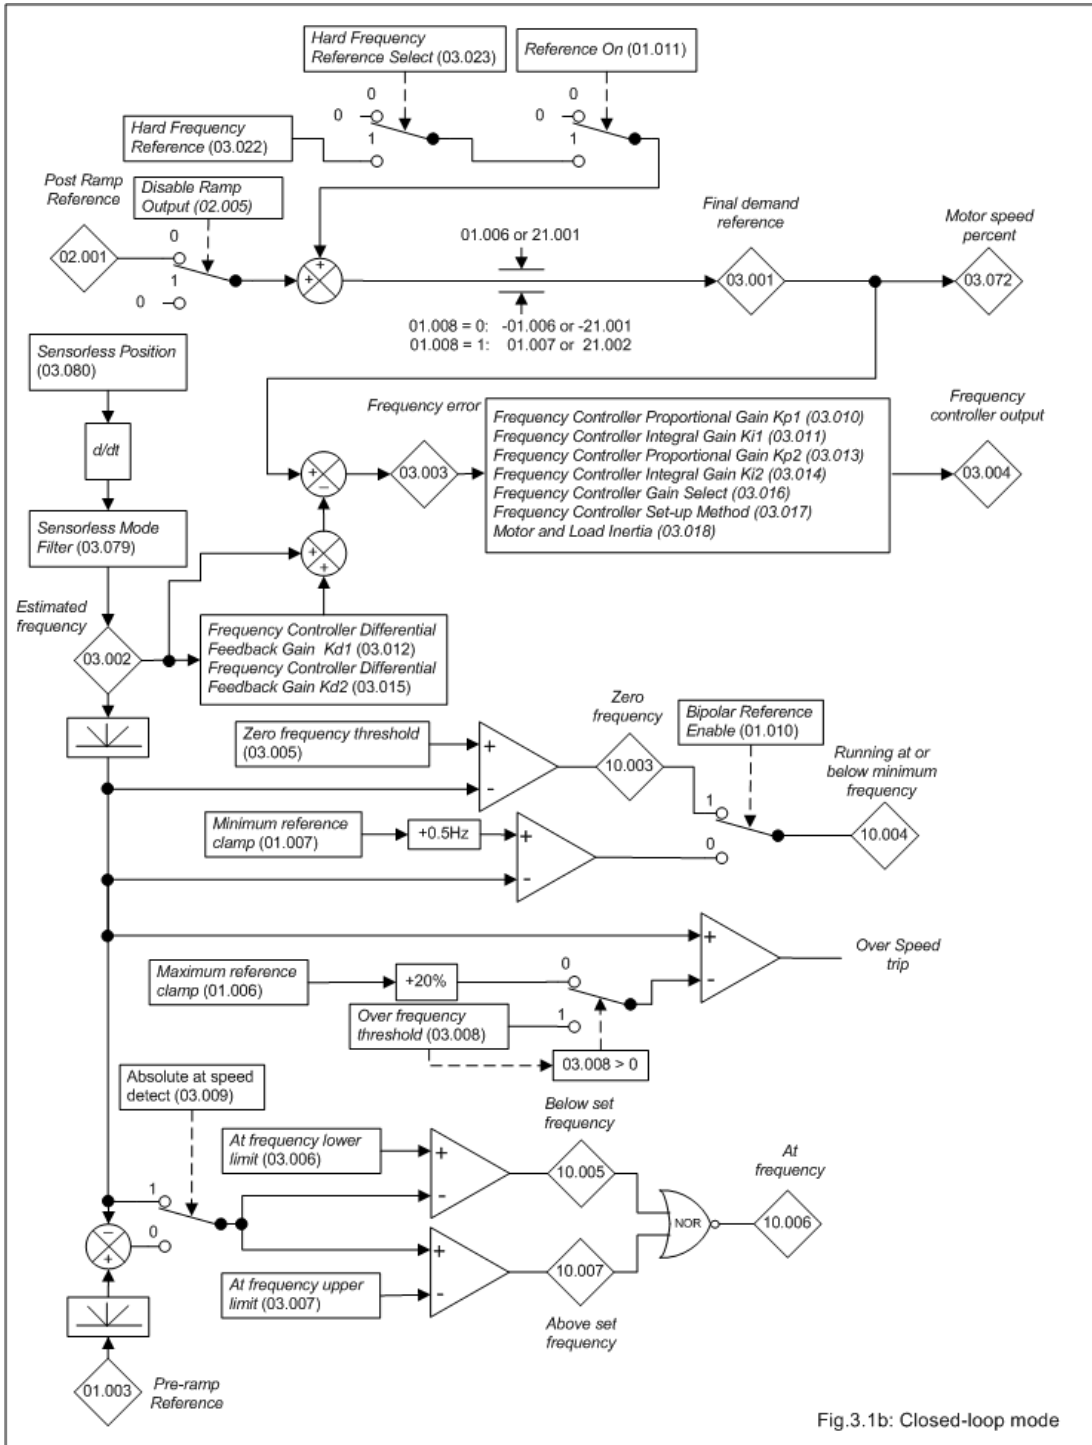 Hard Frequency
Reference Select (03.023)
Reference On (01.011)
0
0
0
0
1
1
Hard Frequency
Reference (03.022)
Post Ramp
Reference
Disable Ramp
Output (02.005)
Final demand
reference
Motor speed
percent
0
01.006 or 21.001
02.001
+
+
03.001
03.072
1
0
01.008 = 0: -01.006 or -21.001
01.008 = 1: 01.007 or 21.002
Sensorless Position
(03.080)
Frequency error
Frequency
controller output
Frequency Controller Proportional Gain Kp1 (03.010)
Frequency Controller Integral Gain Ki1 (03.011)
Frequency Controller Proportional Gain Kp2 (03.013)
Frequency Controller Integral Gain Ki2 (03.014)
Frequency Controller Gain Select (03.016)
Frequency Controller Set-up Method (03.017)
Motor and Load Inertia (03.018)
d/dt
+
−
03.003
03.004
Sensorless Mode
Filter (03.079)
+
+
Estimated
frequency
03.002
Frequency Controller Differential
Feedback Gain Kd1 (03.012)
Frequency Controller Differential
Feedback Gain Kd2 (03.015)
Zero
frequency
Bipolar Reference
Enable (01.010)
Zero frequency threshold
(03.005)
+
-
10.003
Running at or
below minimum
frequency
1
Minimum reference
clamp (01.007)
+0.5Hz
+
-
0
10.004
Maximum reference
clamp (01.006)
+20%
0
+
-
Over Speed
trip
Over frequency
threshold (03.008)
1
03.008 > 0
Absolute at speed
detect (03.009)
Below set
frequency
At frequency lower
limit (03.006)
+
-
10.005
At
frequency
1
0
−
+
NOR
10.006
At frequency upper
limit (03.007)
+
-
10.007
Above set
frequency
01.003
Pre-ramp
Reference
Fig.3.1b: Closed-loop mode